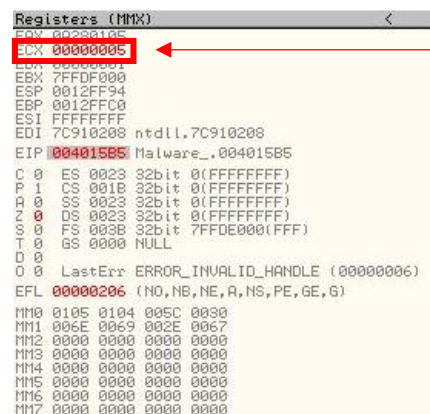 Registers (MMX) <
EAX 0A280105
ECX 00000005
EDX 00000001
EBX 7FFDF000
ESP 0012FF94
EBP 0012FFC0
ESI FFFFFFFF
EDI 7C910208 ntdll.7C910208
EIP 004015B5 Malware_.004015B5
C 0 ES 0023 32bit 0(FFFFFFFF)
P 1 CS 001B 32bit 0(FFFFFFFF)
A 0 SS 0023 32bit 0(FFFFFFFF)
Z 0 DS 0023 32bit 0(FFFFFFFF)
S 0 FS 003B 32bit 7FFDE000(FFF)
T 0 GS 0000 NULL
D 0
O 0 LastErr ERROR_INVALID_HANDLE (00000006)
EFL 00000206 (NO,NB,NE,A,NS,PE,GE,G)
MM0 0105 0104 005C 0030
MM1 006E 0069 002E 0067
MM2 0000 0000 0000 0000
MM3 0000 0000 0000 0000
MM4 0000 0000 0000 0000
MM5 0000 0000 0000 0000
MM6 0000 0000 0000 0000
MM7 0000 0000 0000 0000